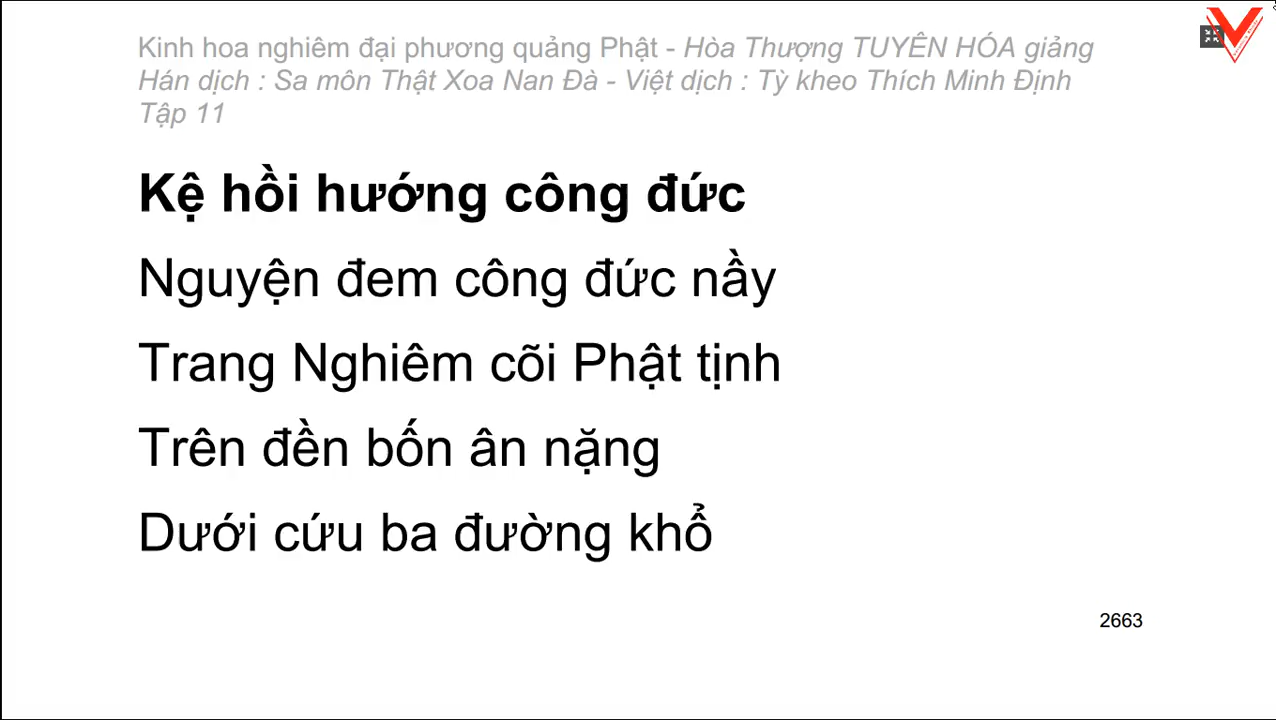 Kinh hoa nghiêm đại phương quảng Phật - Hòa Thượng TUYÊN HÓA giảng
Hán dịch : Sa môn Thật Xoa Nan Đà - Việt dịch : Tỳ kheo Thích Minh Định
Tập 11
Kệ hồi hướng công đức
Nguyện đem công đức nầy
Trang Nghiêm cõi Phật tịnh
Trên đền bốn ân nặng
Dưới cứu ba đường khổ
2663